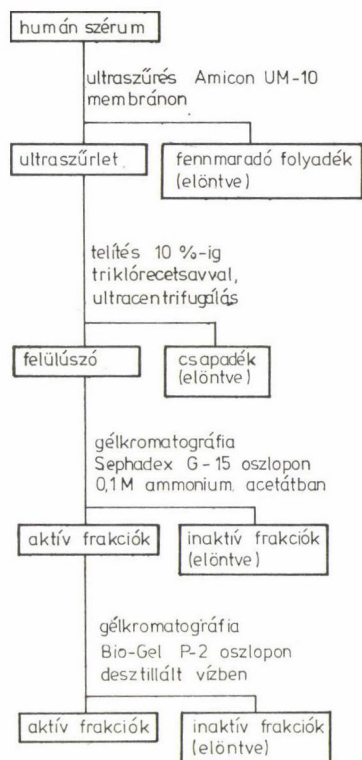 humán szérum
ultraszűrés Amicon UM-10
membránon
ultraszűrlet
fennmaradó folyadék
(elöntve)
telítés 10 %-ig
triklórecetsavval,
ultracentrifugálás
felülúszó
csapadék
(elöntve)
gélkromatográfia
Sephadex G-15 oszlopon
0,1M ammonium acetátban
aktív frakciók
inaktív frakciók
(elöntve)
gélkromatográfia
Bio-Gel P-2 oszlopon
desztillált vízben
aktív frakciók
inaktív frakciók
(elöntve)